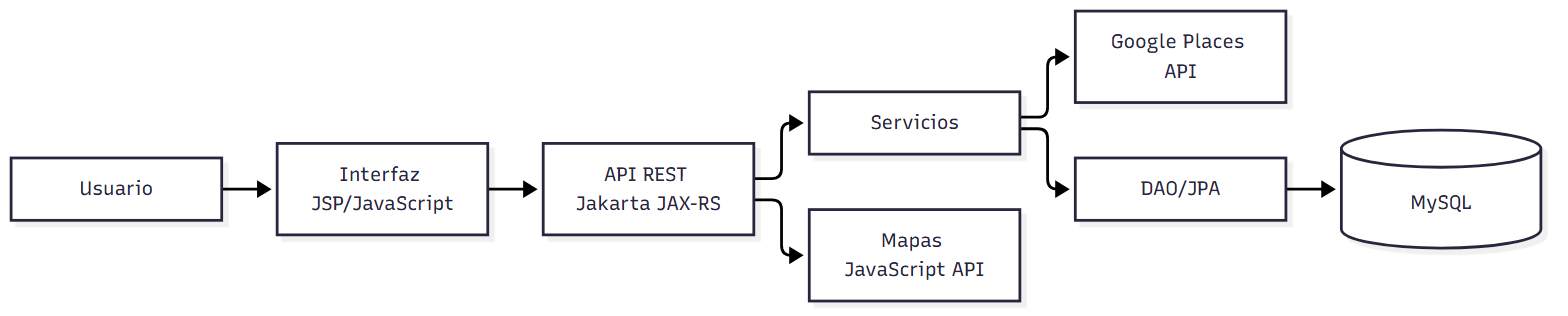 Usuario
Interfaz
JSP/JavaScript
API REST
Jakarta JAX-RS
Servicios
Mapas
JavaScript API
Google Places
API
DAO/JPA
MySQL